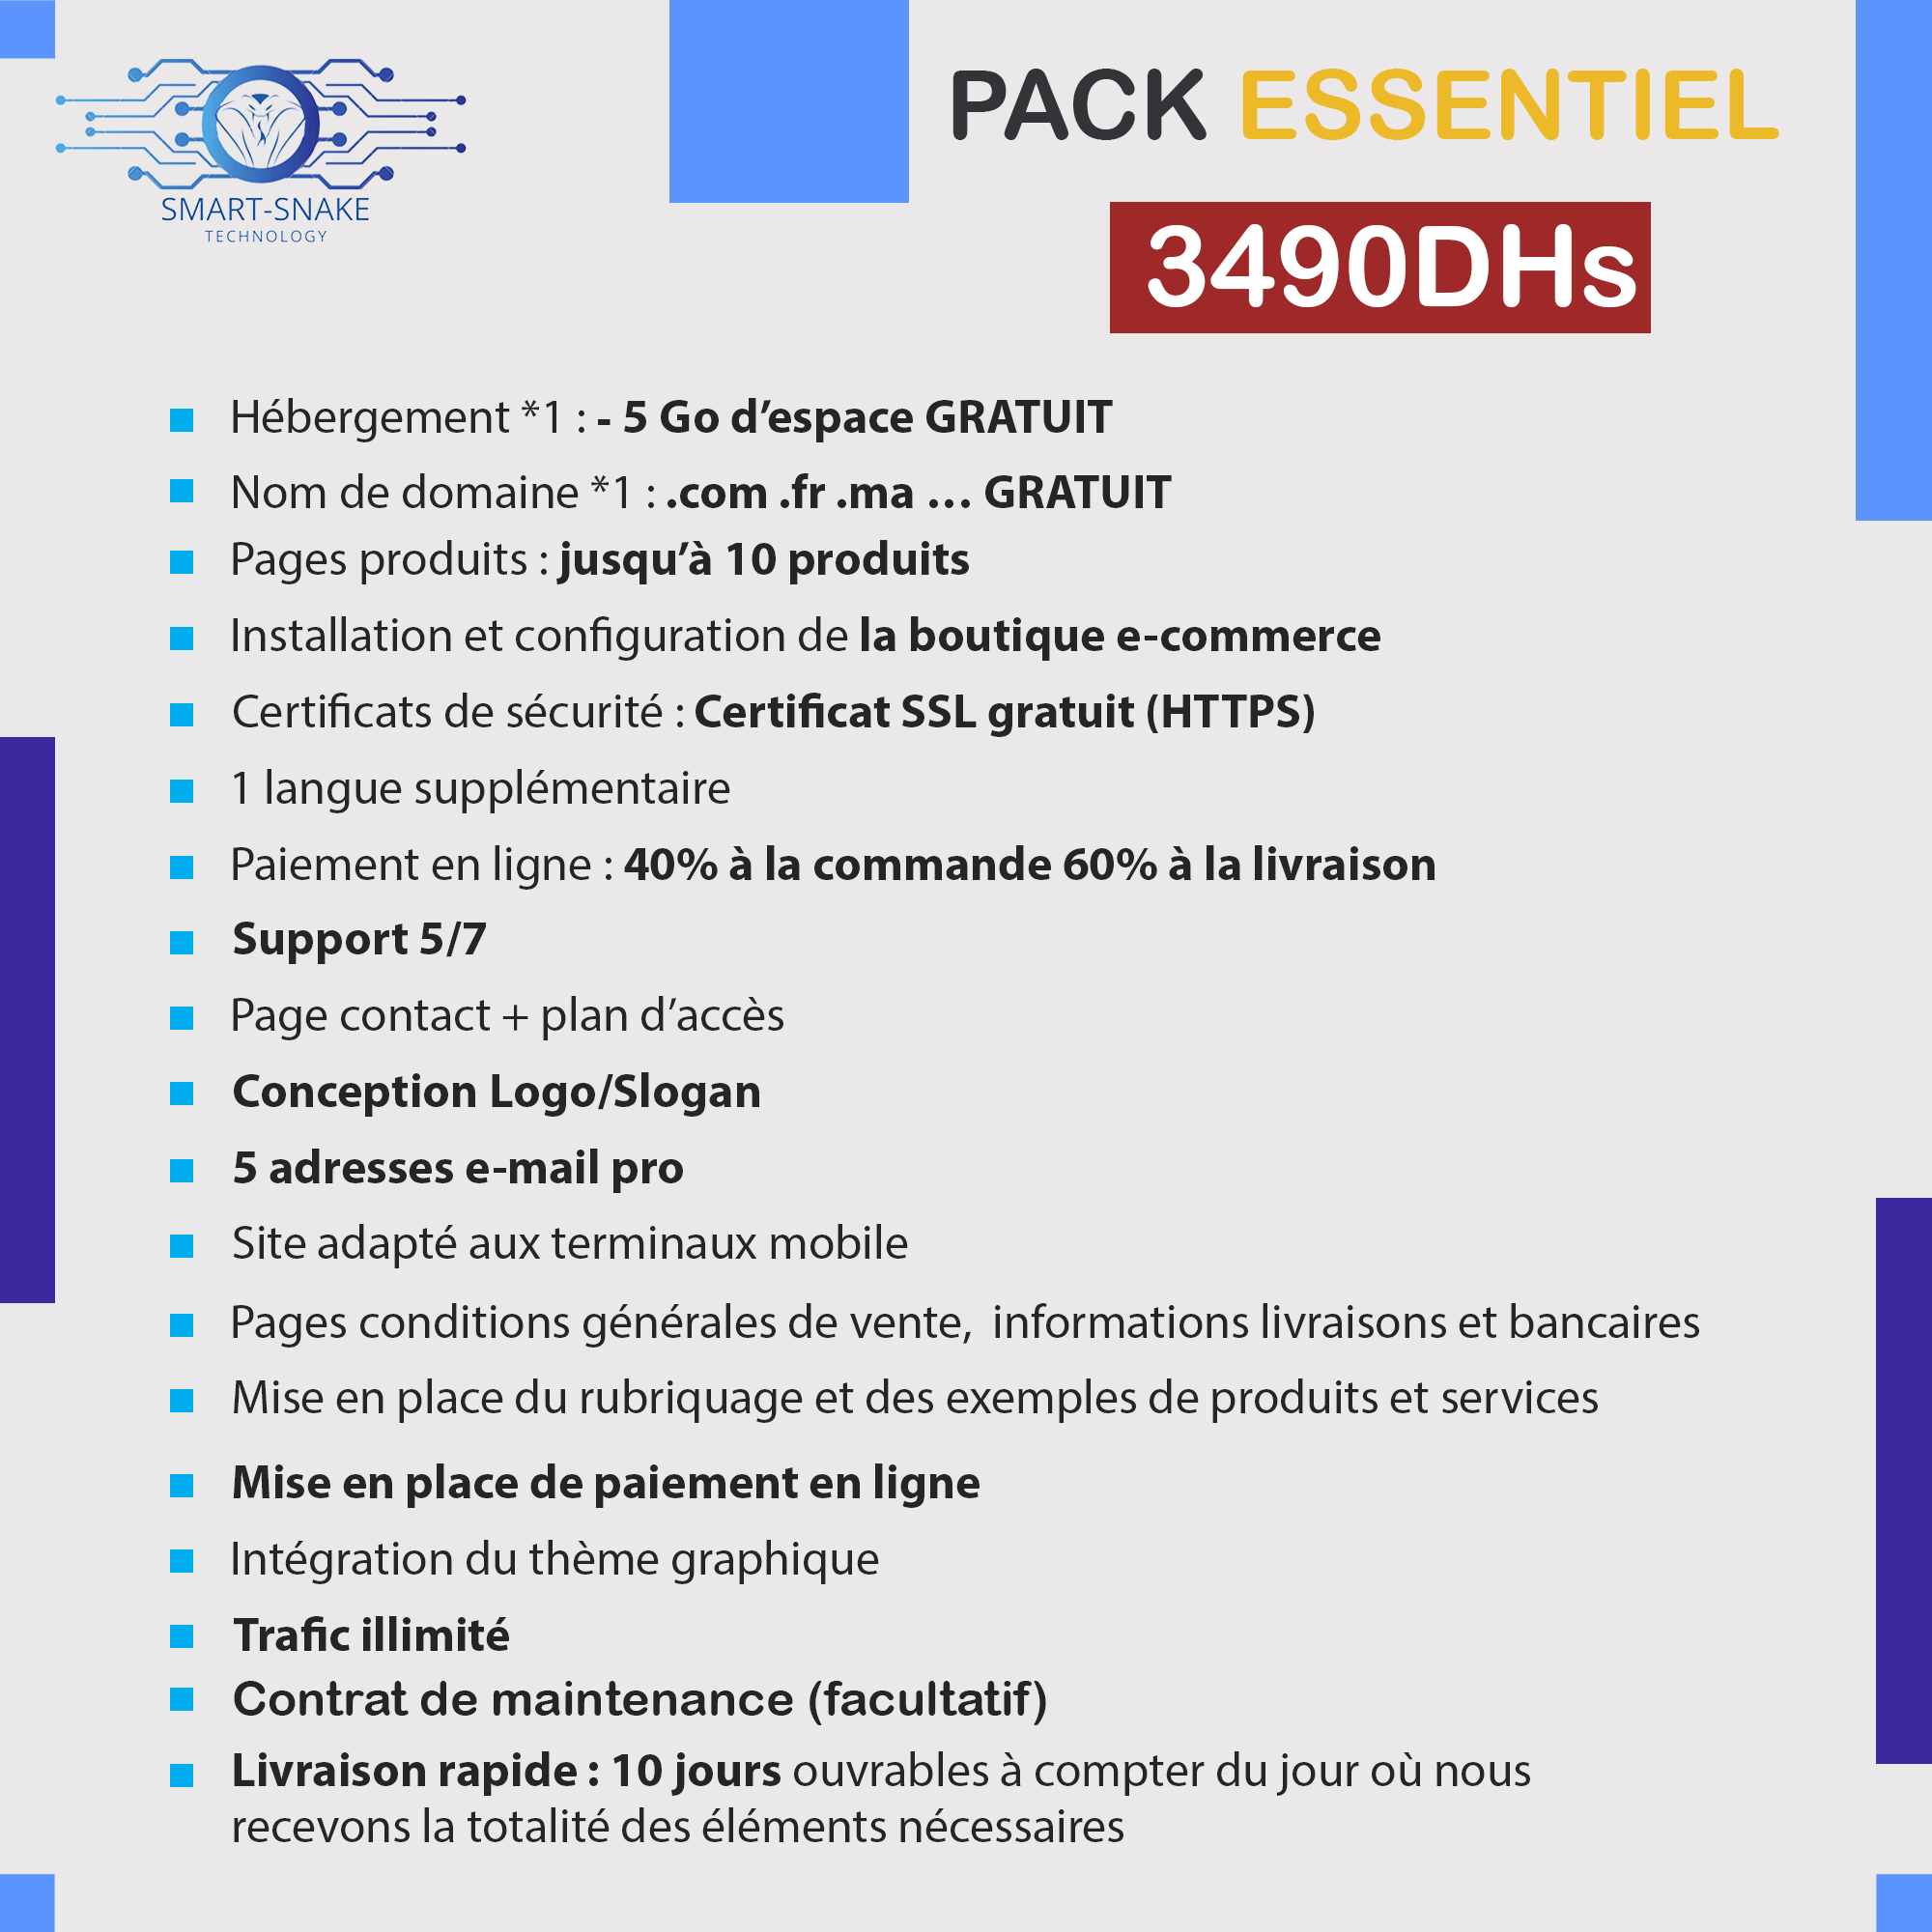 SMART-SNAKE
TECHNOLOGY
PACK ESSENTIEL
3490DHs
Hébergement *1 : - 5 Go d’espace GRATUIT
Nom de domaine *1 : .com .fr .ma … GRATUIT
Pages produits : jusqu’à 10 produits
Installation et configuration de la boutique e-commerce
Certificats de sécurité : Certificat SSL gratuit (HTTPS)
1 langue supplémentaire
Paiement en ligne : 40% à la commande 60% à la livraison
Support 5/7
Page contact + plan d’accès
Conception Logo/Slogan
5 adresses e-mail pro
Site adapté aux terminaux mobile
Pages conditions générales de vente,  informations livraisons et bancaires
Mise en place du rubriquage et des exemples de produits et services
Mise en place de paiement en ligne
Intégration du thème graphique
Trafic illimité
Contrat de maintenance (facultatif)
Livraison rapide : 10 jours ouvrables à compter du jour où nous
recevons la totalité des éléments nécessaires